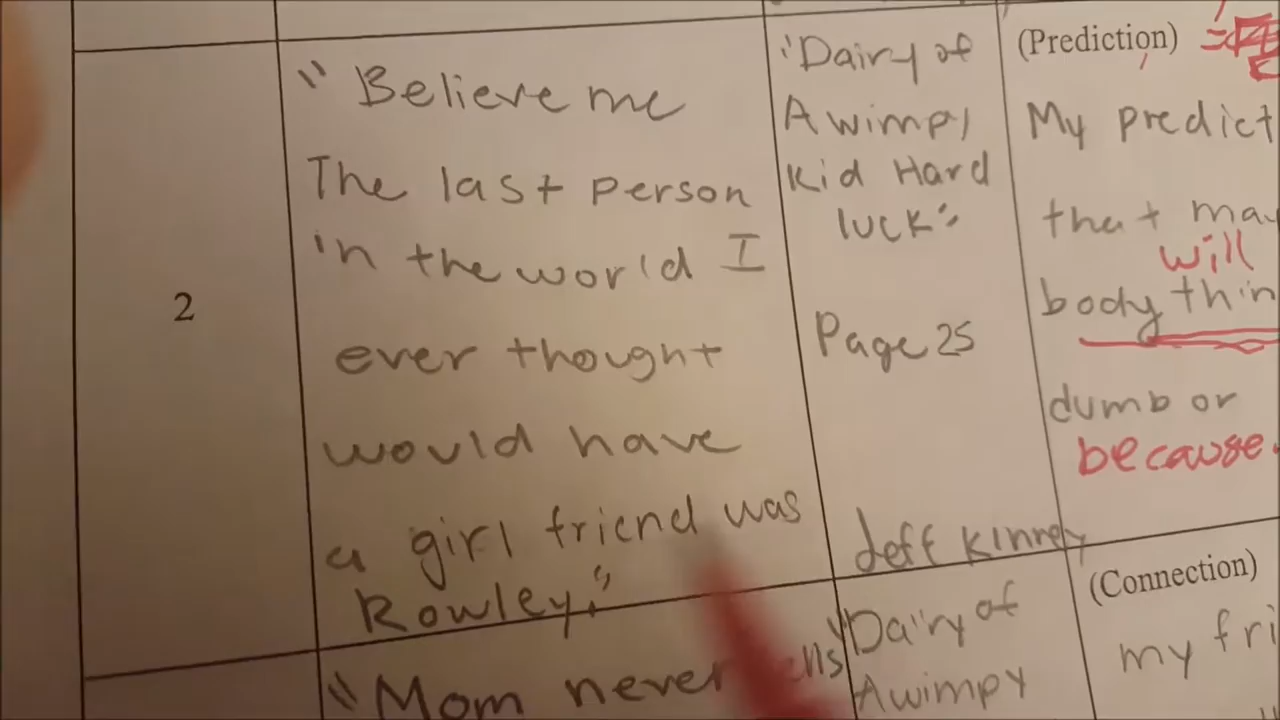 2
" Believe me
The last person
in the world I
ever thought
would have
a girl friend was
Rowley."
"Dairy of
A wimpy
Kid Hard
luck"
Page 25
Jeff Kinney
(Prediction)
My predict
that ma
will
body thin
dumb or
because
"Mom never
"Dairy of
A wimpy
(Connection)
my fri